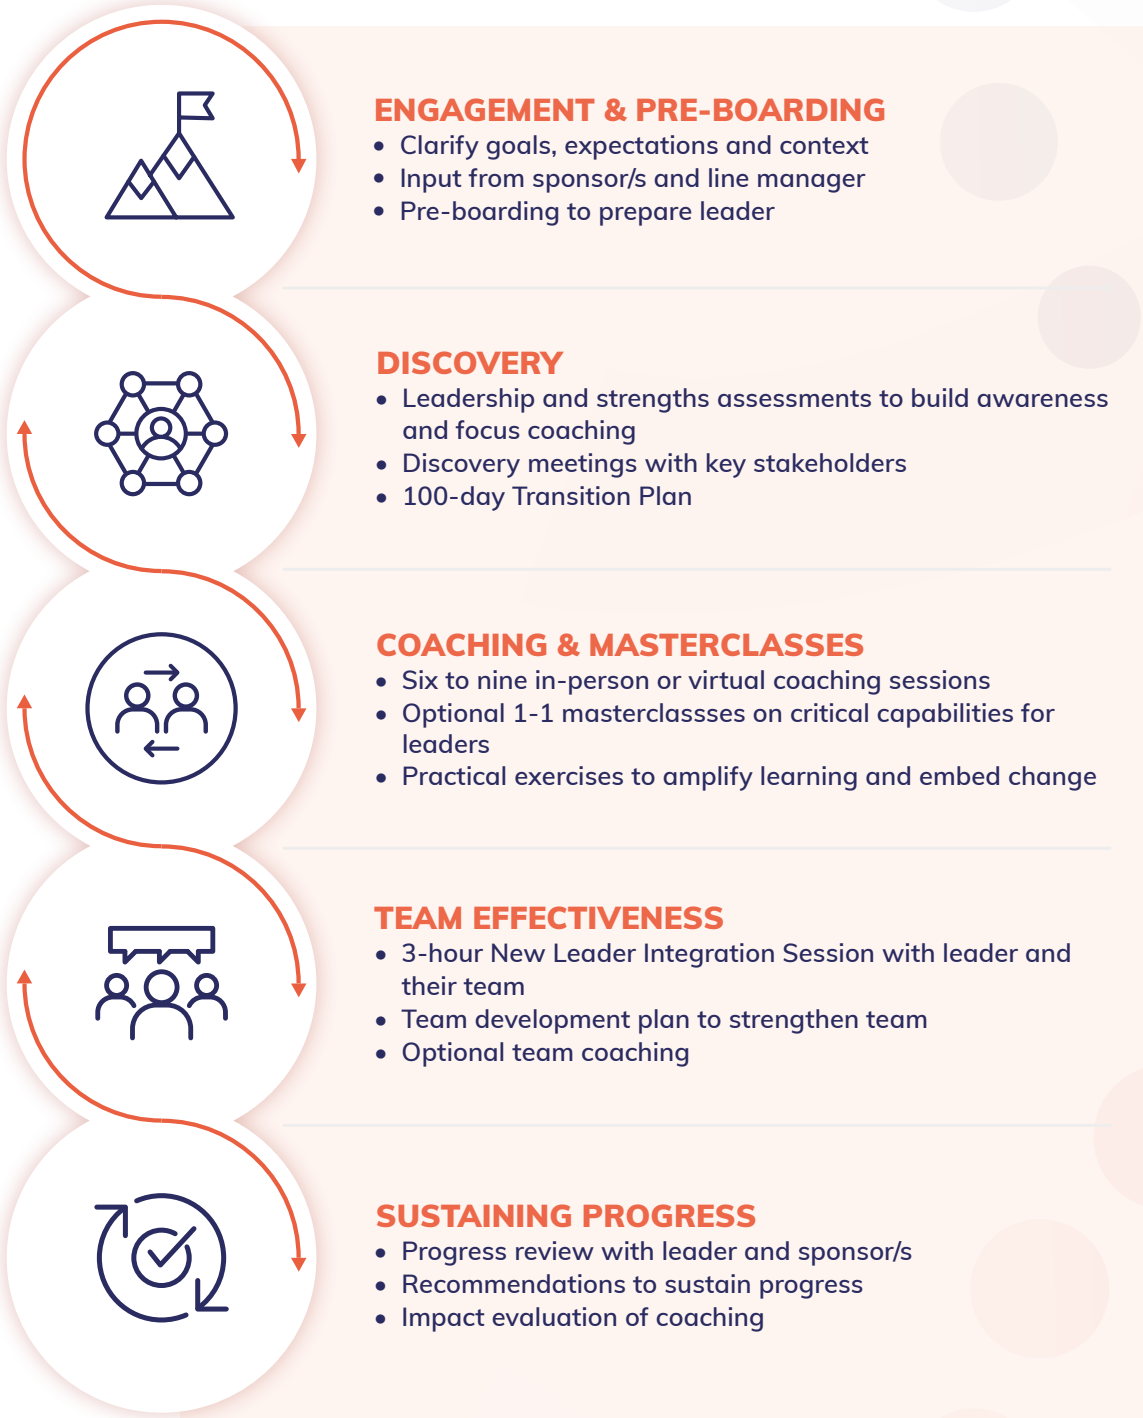 ENGAGEMENT & PRE-BOARDING
• Clarify goals, expectations and context
• Input from sponsor/s and line manager
• Pre-boarding to prepare leader
DISCOVERY
• Leadership and strengths assessments to build awareness
and focus coaching
• Discovery meetings with key stakeholders
• 100-day Transition Plan
COACHING & MASTERCLASSES
• Six to nine in-person or virtual coaching sessions
• Optional 1-1 masterclassses on critical capabilities for
leaders
• Practical exercises to amplify learning and embed change
TEAM EFFECTIVENESS
• 3-hour New Leader Integration Session with leader and
their team
• Team development plan to strengthen team
• Optional team coaching
SUSTAINING PROGRESS
• Progress review with leader and sponsor/s
• Recommendations to sustain progress
• Impact evaluation of coaching